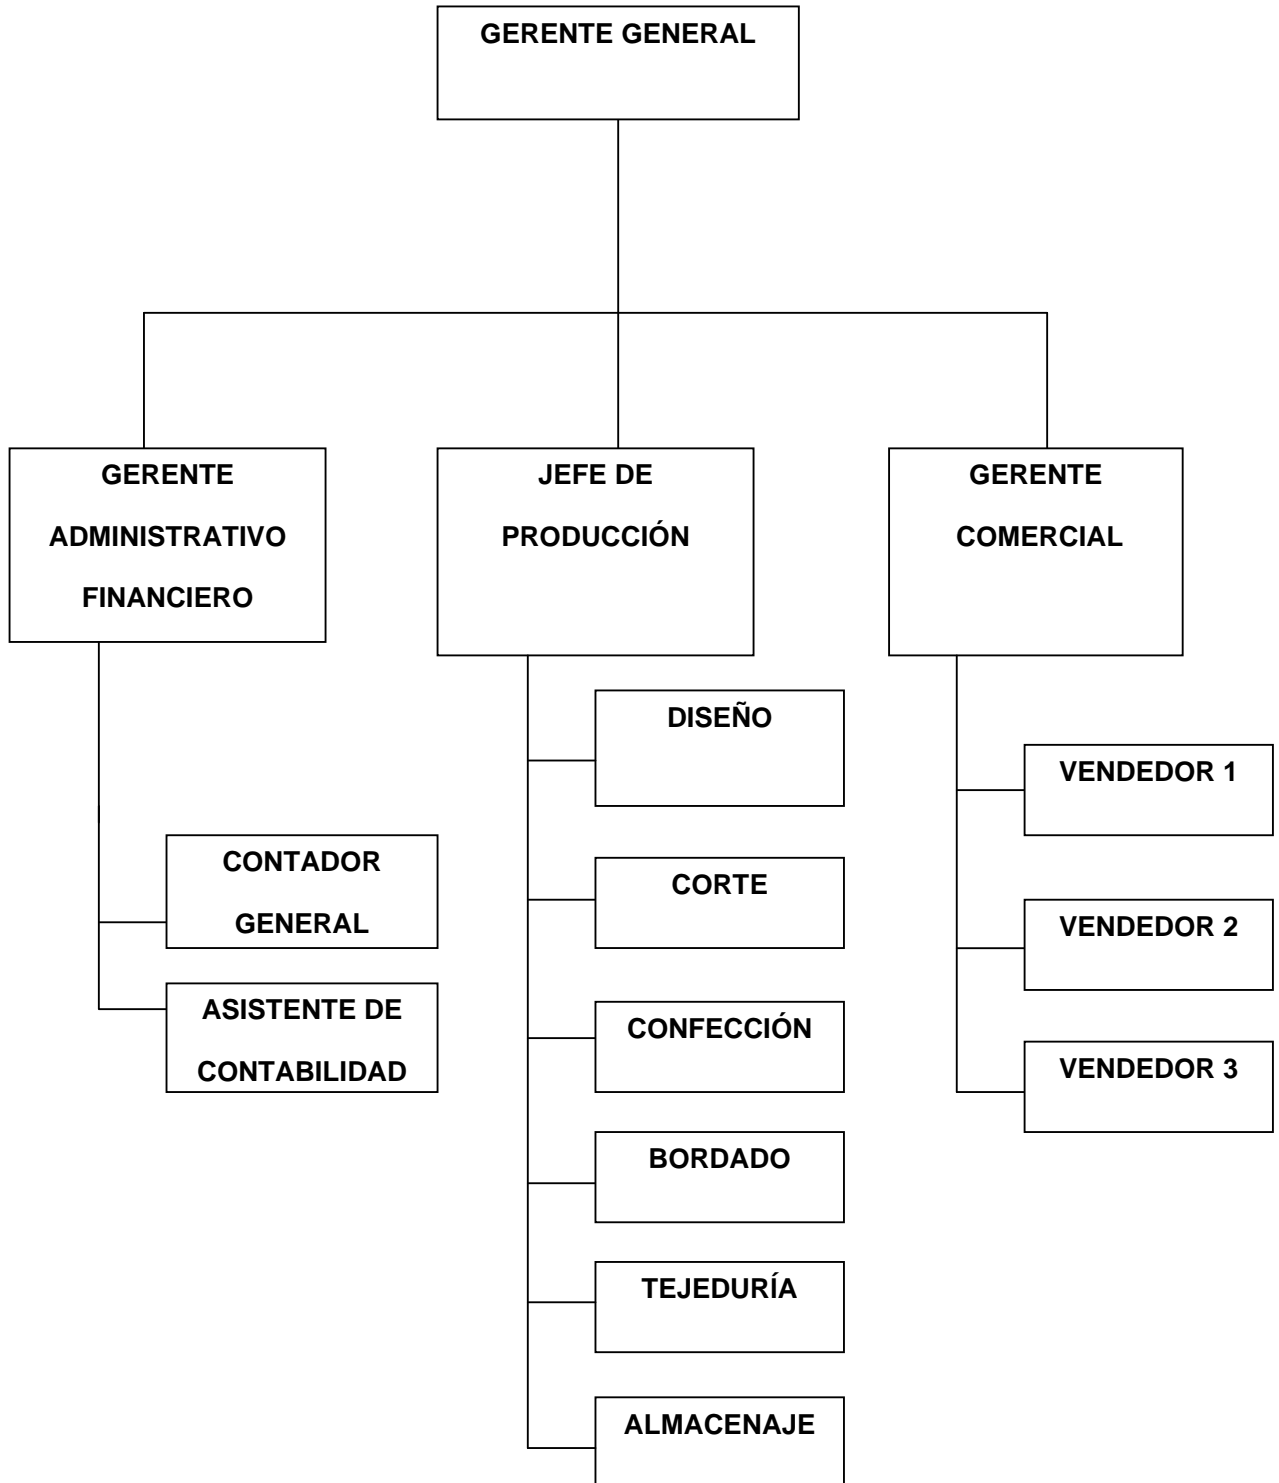 GERENTE GENERAL
GERENTE
ADMINISTRATIVO
FINANCIERO
JEFE DE
PRODUCCIÓN
GERENTE
COMERCIAL
CONTADOR
GENERAL
ASISTENTE DE
CONTABILIDAD
DISEÑO
CORTE
CONFECCIÓN
BORDADO
TEJEDURÍA
ALMACENAJE
VENDEDOR 1
VENDEDOR 2
VENDEDOR 3